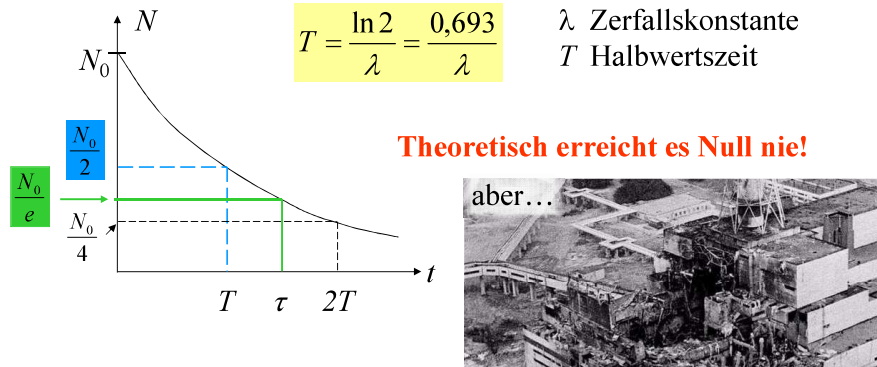 N
N₀
N₀/2
N₀/e
N₀/4
T
τ
2T
t
T = ln 2/λ = 0,693/λ
λ Zerfallskonstante
T Halbwertszeit
Theoretisch erreicht es Null nie!
aber…